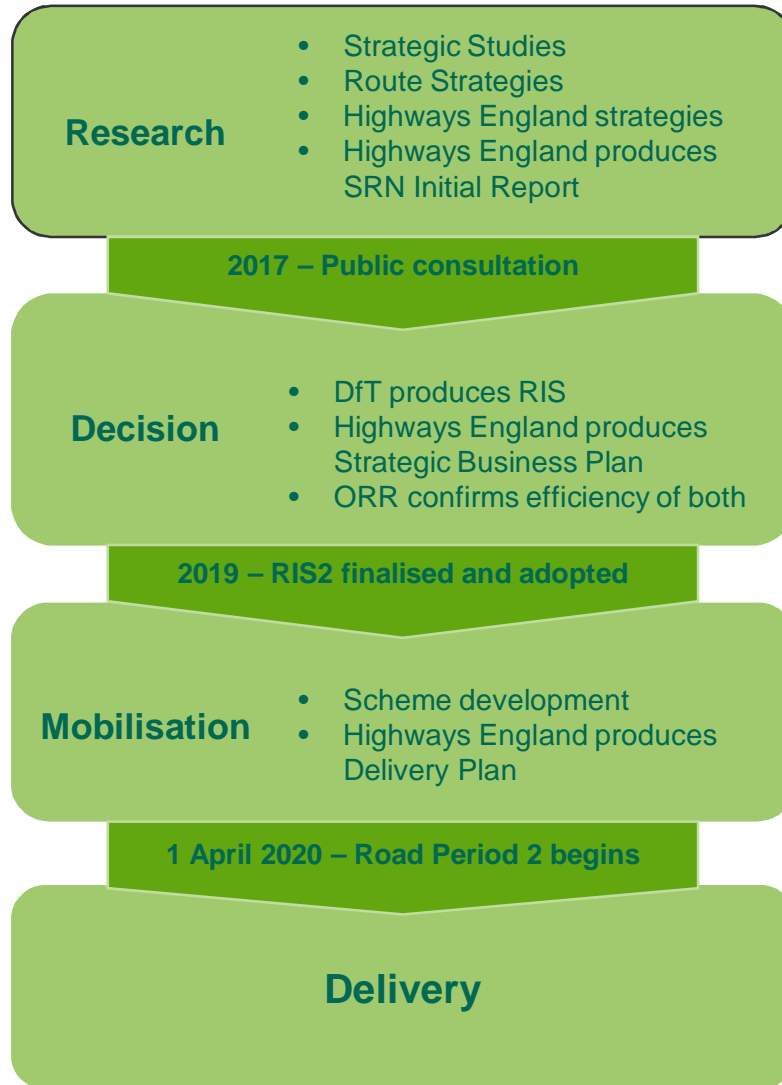 Research
• Strategic Studies
• Route Strategies
• Highways England strategies
• Highways England produces
SRN Initial Report
2017 – Public consultation
Decision
• DfT produces RIS
• Highways England produces
Strategic Business Plan
• ORR confirms efficiency of both
2019 – RIS2 finalised and adopted
Mobilisation
• Scheme development
• Highways England produces
Delivery Plan
1 April 2020 – Road Period 2 begins
Delivery